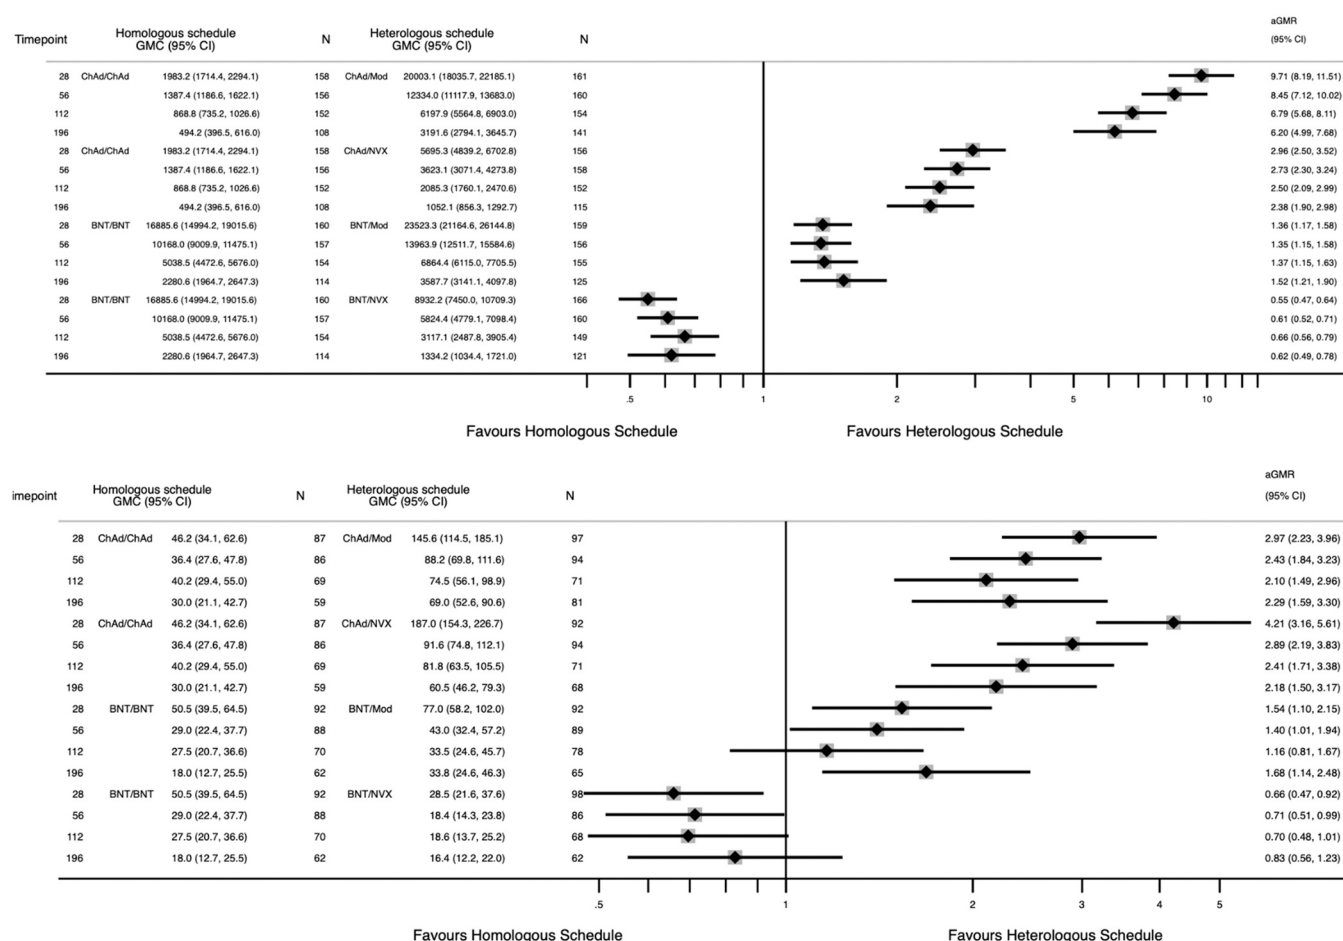 aGMR
Homologous schedule Heterologous schedule
Timepoint GMC (95% CI) N GMC (95% CI) N (95% CI)
28 ChAd/ChAd 1983.2 (1714.4, 2294.1) 158 ChAd/Mod 20003.1 (18035.7, 22185.1) 161 9.71 (8.19, 11.51)
56 1387.4 (1186.6, 1622.1) 156 12334.0 (11117.9, 13683.0) 160 8.45 (7.12, 10.02)
112 868.8 (735.2, 1026.6) 152 6197.9 (5564.8, 6903.0) 154 6.79 (5.68, 8.11)
196 494.2 (396.5, 616.0) 108 3191.6 (2794.1, 3645.7) 141 6.20 (4.99, 7.68)
28 ChAd/ChAd 1983.2 (1714.4, 2294.1) 158 ChAd/NVX 5695.3 (4839.2, 6702.8) 156 2.96 (2.50, 3.52)
56 1387.4 (1186.6, 1622.1) 156 3623.1 (3071.4, 4273.8) 158 2.73 (2.30, 3.24)
112 868.8 (735.2, 1026.6) 152 2085.3 (1760.1, 2470.6) 152 2.50 (2.09, 2.99)
196 494.2 (396.5, 616.0) 108 1052.1 (856.3, 1292.7) 115 2.38 (1.90, 2.98)
28 BNT/BNT 16885.6 (14994.2, 19015.6) 160 BNT/Mod 23523.3 (21164.6, 26144.8) 159 1.36 (1.17, 1.58)
56 10168.0 (9009.9, 11475.1) 157 13963.9 (12511.7, 15584.6) 156 1.35 (1.15, 1.58)
112 5038.5 (4472.6, 5676.0) 154 6864.4 (6115.0, 7705.5) 155 1.37 (1.15, 1.63)
196 2280.6 (1964.7, 2647.3) 114 3587.7 (3141.1, 4097.8) 125 1.52 (1.21, 1.90)
28 BNT/BNT 16885.6 (14994.2, 19015.6) 160 BNT/NVX 8932.2 (7450.0, 10709.3) 166 0.55 (0.47, 0.64)
56 10168.0 (9009.9, 11475.1) 157 5824.4 (4779.1, 7098.4) 160 0.61 (0.52, 0.71)
112 5038.5 (4472.6, 5676.0) 154 3117.1 (2487.8, 3905.4) 149 0.66 (0.56, 0.79)
196 2280.6 (1964.7, 2647.3) 114 1334.2 (1034.4, 1721.0) 121 0.62 (0.49, 0.78)
.5 1 2 5 10
Favours Homologous Schedule Favours Heterologous Schedule
aGMR
Homologous schedule Heterologous schedule
imepoint GMC (95% CI) N GMC (95% CI) N (95% CI)
28 ChAd/ChAd 46.2 (34.1, 62.6) 87 ChAd/Mod 145.6 (114.5, 185.1) 97 2.97 (2.23, 3.96)
56 36.4 (27.6, 47.8) 86 88.2 (69.8, 111.6) 94 2.43 (1.84, 3.23)
112 40.2 (29.4, 55.0) 69 74.5 (56.1, 98.9) 71 2.10 (1.49, 2.96)
196 30.0 (21.1, 42.7) 59 69.0 (52.6, 90.6) 81 2.29 (1.59, 3.30)
28 ChAd/ChAd 46.2 (34.1, 62.6) 87 ChAd/NVX 187.0 (154.3, 226.7) 92 4.21 (3.16, 5.61)
56 36.4 (27.6, 47.8) 86 91.6 (74.8, 112.1) 94 2.89 (2.19, 3.83)
112 40.2 (29.4, 55.0) 69 81.8 (63.5, 105.5) 71 2.41 (1.71, 3.38)
196 30.0 (21.1, 42.7) 59 60.5 (46.2, 79.3) 68 2.18 (1.50, 3.17)
28 BNT/BNT 50.5 (39.5, 64.5) 92 BNT/Mod 77.0 (58.2, 102.0) 92 1.54 (1.10, 2.15)
56 29.0 (22.4, 37.7) 88 43.0 (32.4, 57.2) 89 1.40 (1.01, 1.94)
112 27.5 (20.7, 36.6) 70 33.5 (24.6, 45.7) 78 1.16 (0.81, 1.67)
196 18.0 (12.7, 25.5) 62 33.8 (24.6, 46.3) 65 1.68 (1.14, 2.48)
28 BNT/BNT 50.5 (39.5, 64.5) 92 BNT/NVX 28.5 (21.6, 37.6) 98 0.66 (0.47, 0.92)
56 29.0 (22.4, 37.7) 88 18.4 (14.3, 23.8) 86 0.71 (0.51, 0.99)
112 27.5 (20.7, 36.6) 70 18.6 (13.7, 25.2) 68 0.70 (0.48, 1.01)
196 18.0 (12.7, 25.5) 62 16.4 (12.2, 22.0) 62 0.83 (0.56, 1.23)
.5 1 2 3 4 5
Favours Homologous Schedule Favours Heterologous Schedule